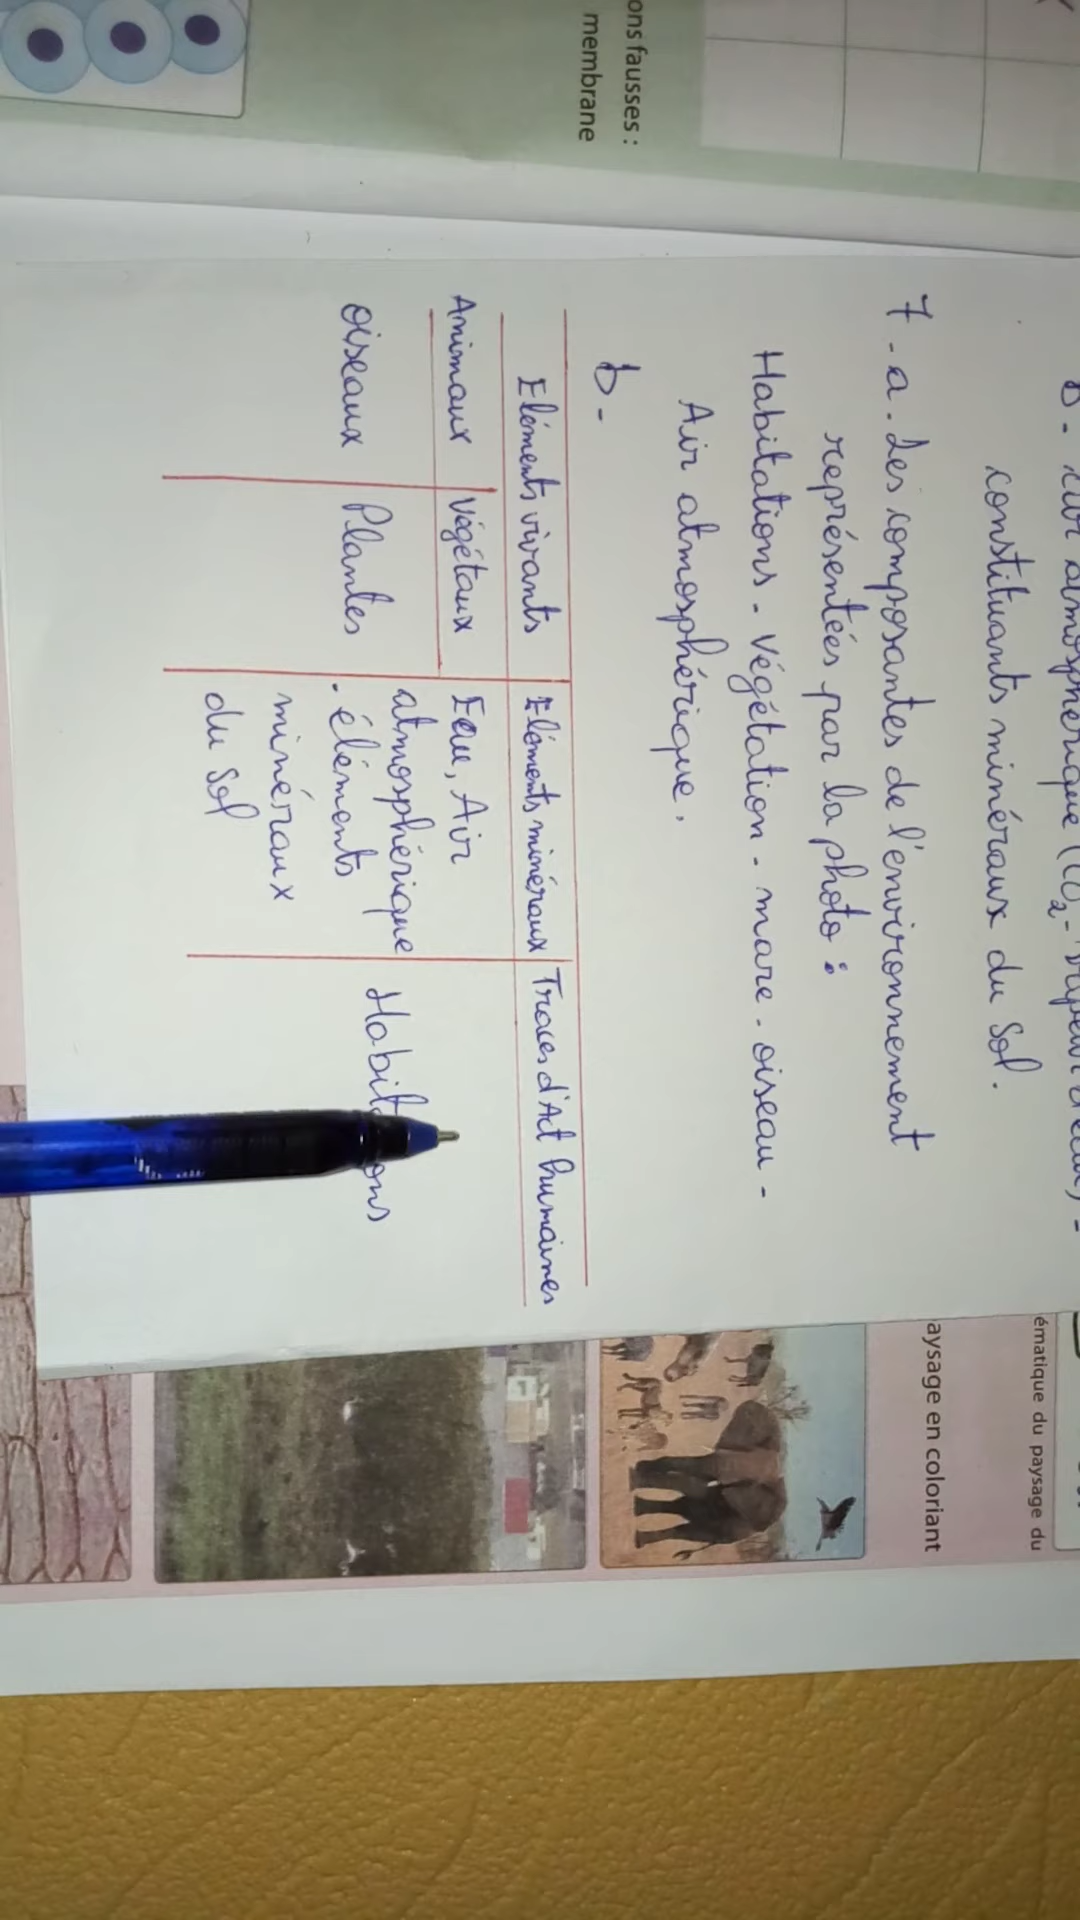 ons fausses :
membrane
constituants minéraux du Sol.
7 - a. Les composantes de l'environnement
représentées par la photo :
Habitations - Végétation - mare - oiseau -
Air atmosphérique.
b -
Eléments vivants
Eléments minéraux
Traces d'Act humaines
Animaux
Végétaux
oiseaux
Plantes
Eau, Air
atmosphérique
. éléments
minéraux
du Sol
ématique du paysage du
aysage en coloriant